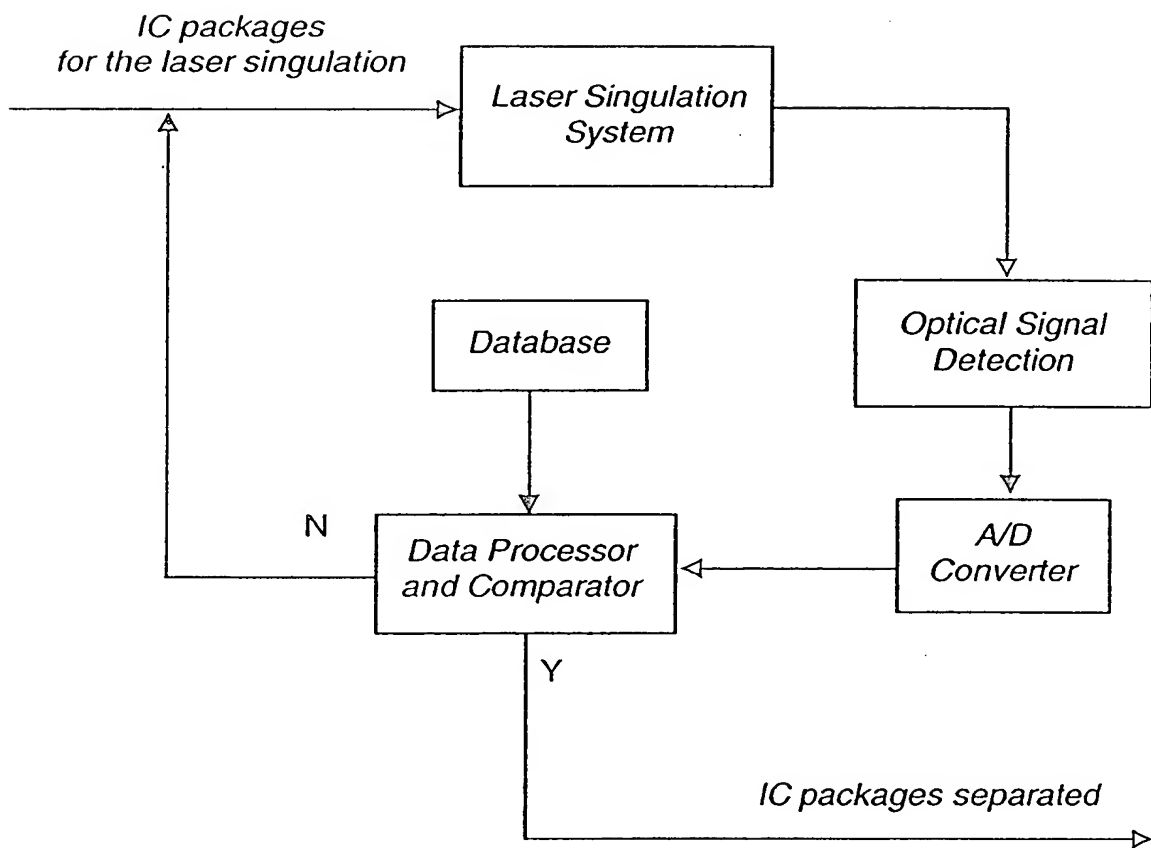 IC packages
for the laser singulation
Laser Singulation
System
Optical Signal
Detection
Database
A/D
Converter
N
Data Processor
and Comparator
Y
IC packages separated